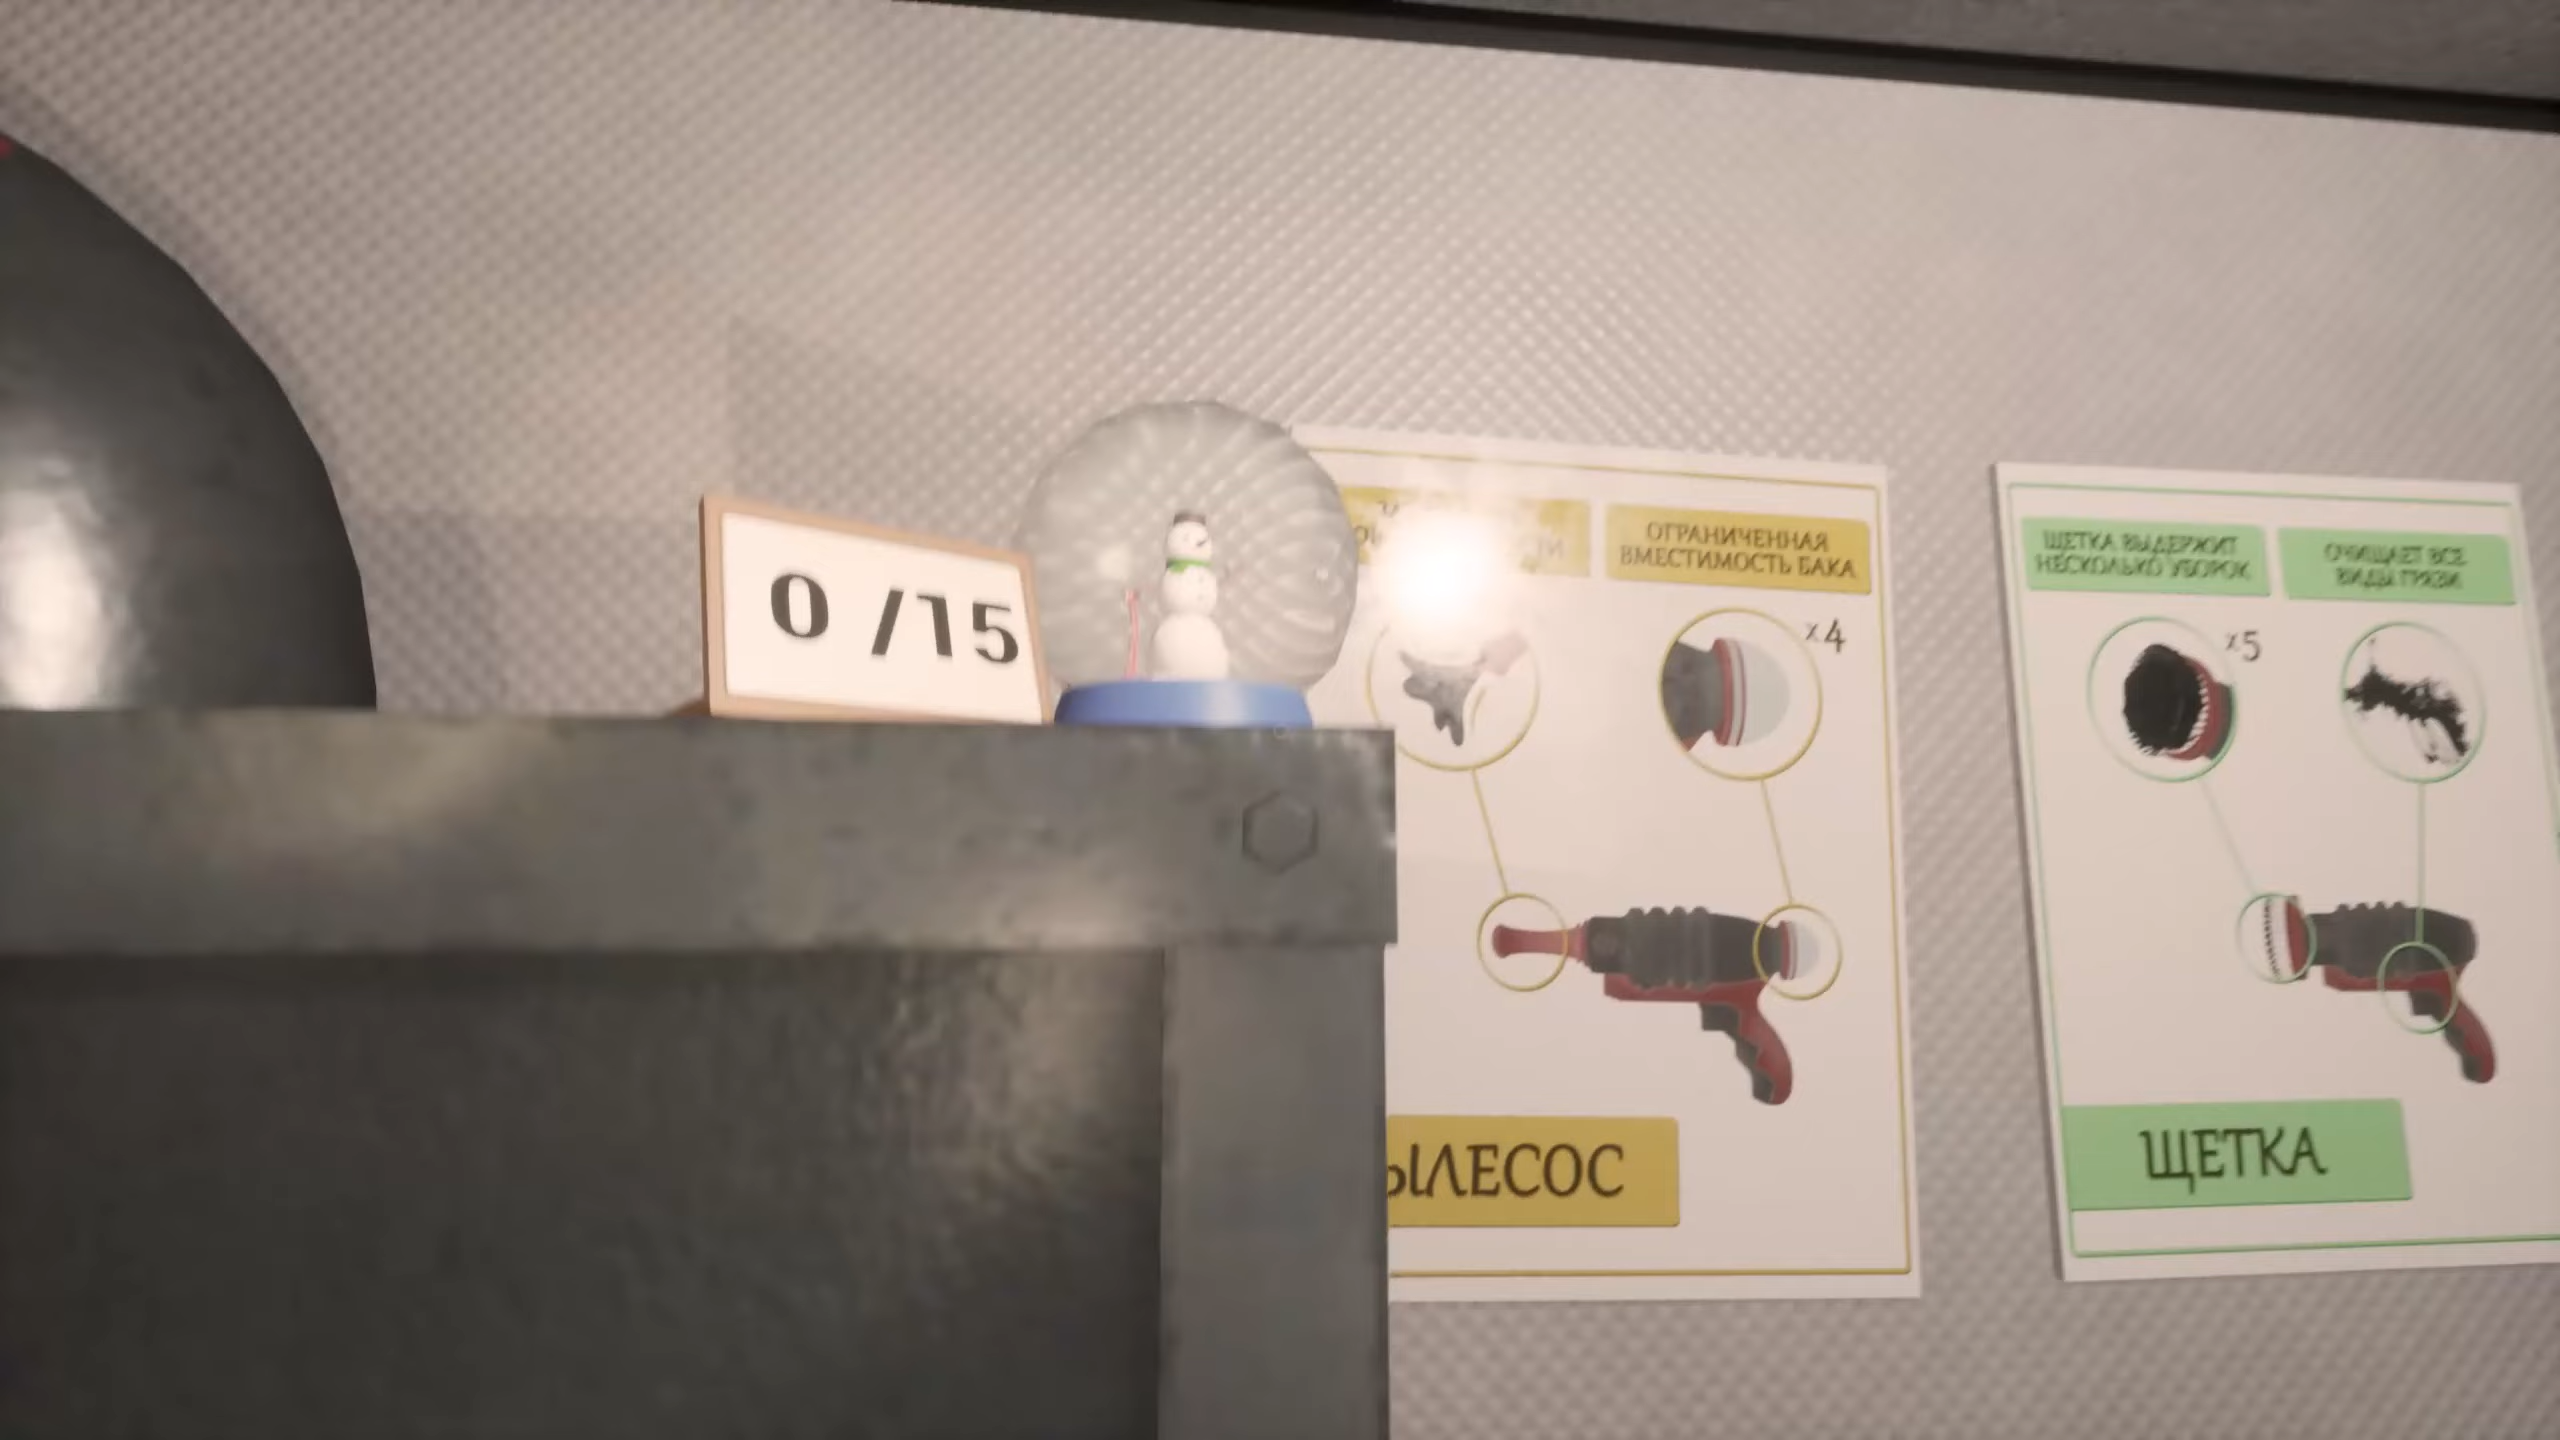 0 /15
ОГРАНИЧЕННАЯ
ВМЕСТИМОСТЬ БАКА
x4
ЫЛЕСОС
ЩЕТКА ВЫДЕРЖИТ
НЕСКОЛЬКО УБОРОК
ОЧИЩАЕТ ВСЕ
ВИДЫ ГРЯЗИ
x5
ЩЕТКА